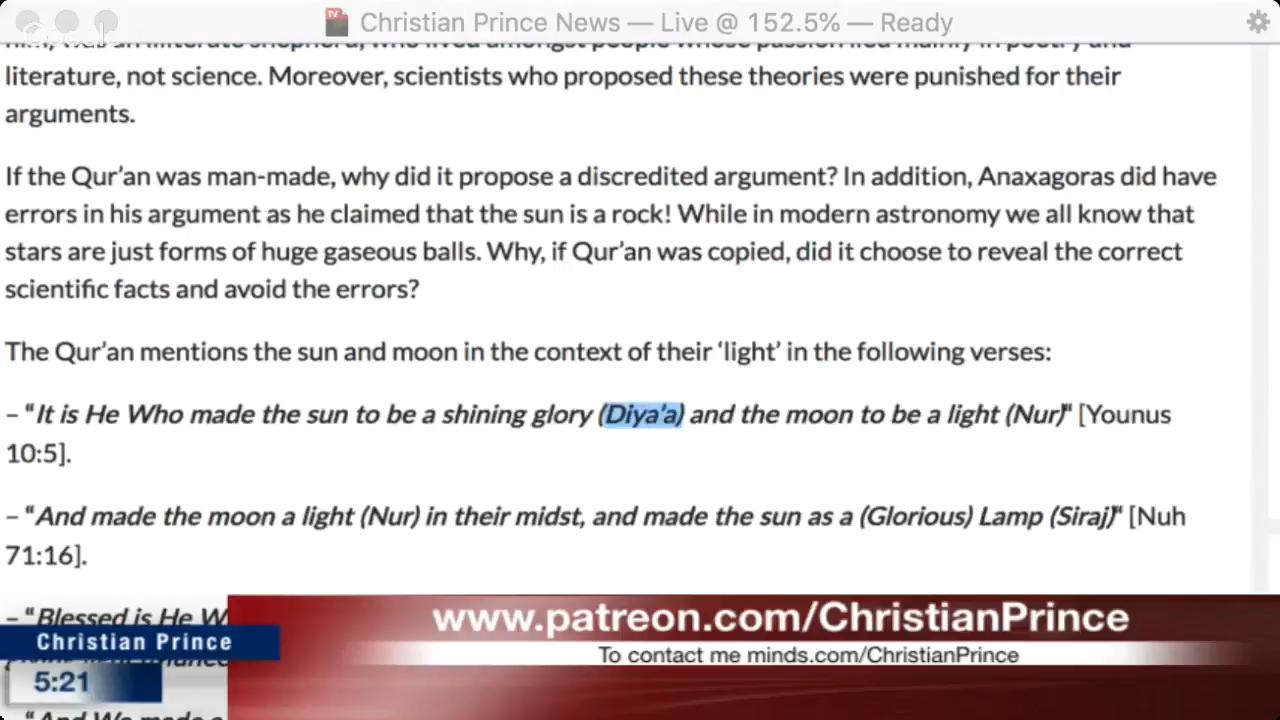 Christian Prince News — Live @ 152.5% — Ready
literature, not science. Moreover, scientists who proposed these theories were punished for their
arguments.
If the Qur’an was man-made, why did it propose a discredited argument? In addition, Anaxagoras did have
errors in his argument as he claimed that the sun is a rock! While in modern astronomy we all know that
stars are just forms of huge gaseous balls. Why, if Qur’an was copied, did it choose to reveal the correct
scientific facts and avoid the errors?
The Qur’an mentions the sun and moon in the context of their ‘light’ in the following verses:
– “It is He Who made the sun to be a shining glory (Diya’a) and the moon to be a light (Nur)” [Younus
10:5].
– “And made the moon a light (Nur) in their midst, and made the sun as a (Glorious) Lamp (Siraj)” [Nuh
71:16].
– “Blessed is He W
www.patreon.com/ChristianPrince
Christian Prince
To contact me minds.com/ChristianPrince
5:21
– “And We made